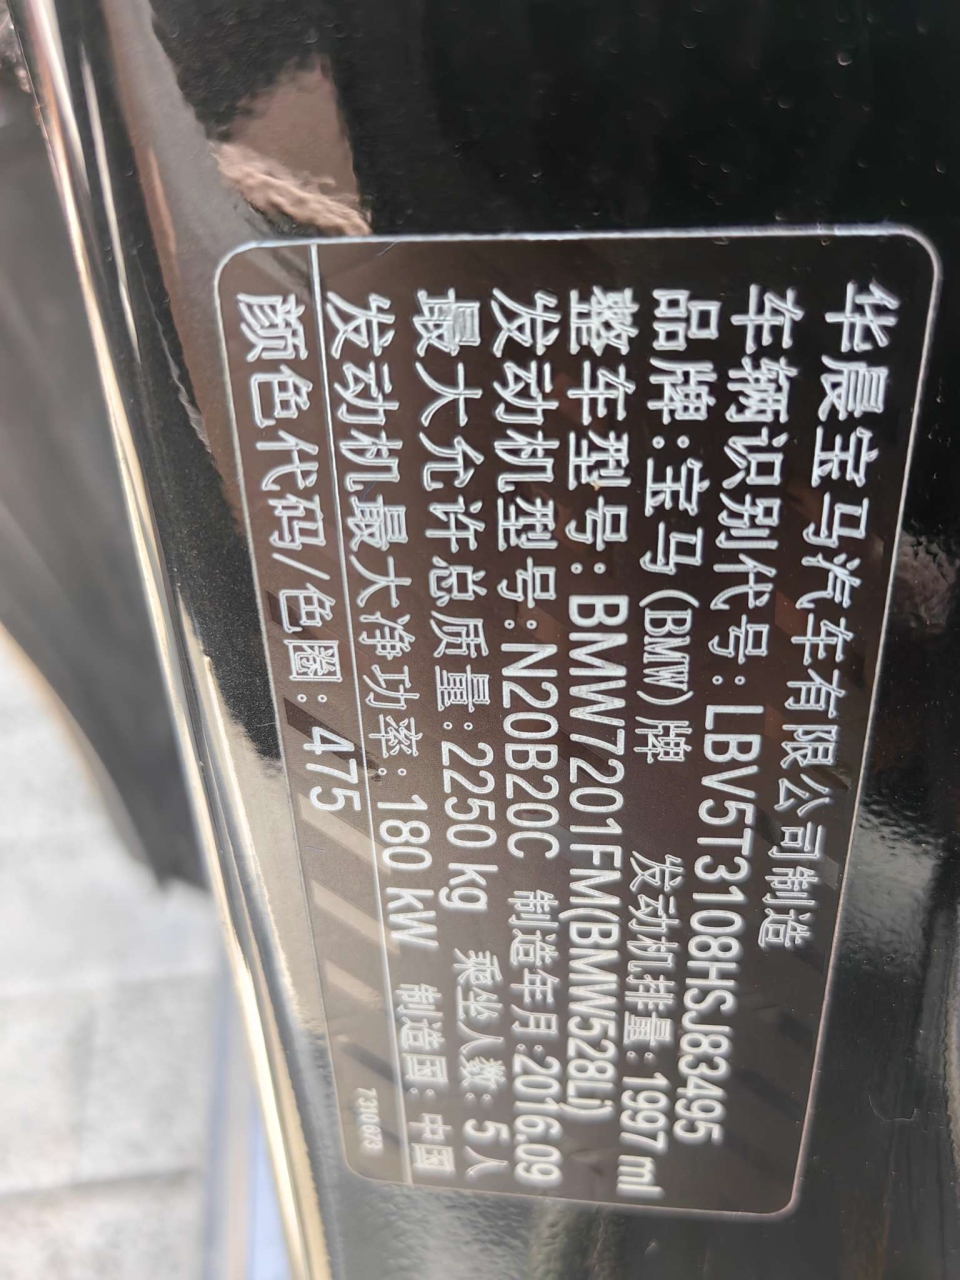 华晨宝马汽车有限公司制造
车辆识别代号：LBV5T3108HSJ83495
品牌：宝马（BMW）牌 发动机排量：1997 ml
整车型号：BMW7201FM(BMW528Li)
发动机型号：N20B20C 制造年月：2016.09
最大允许总质量：2250 kg 乘坐人数：5人
发动机最大净功率：180 kW 制造国：中国
颜色代码/色圈：475
7310673